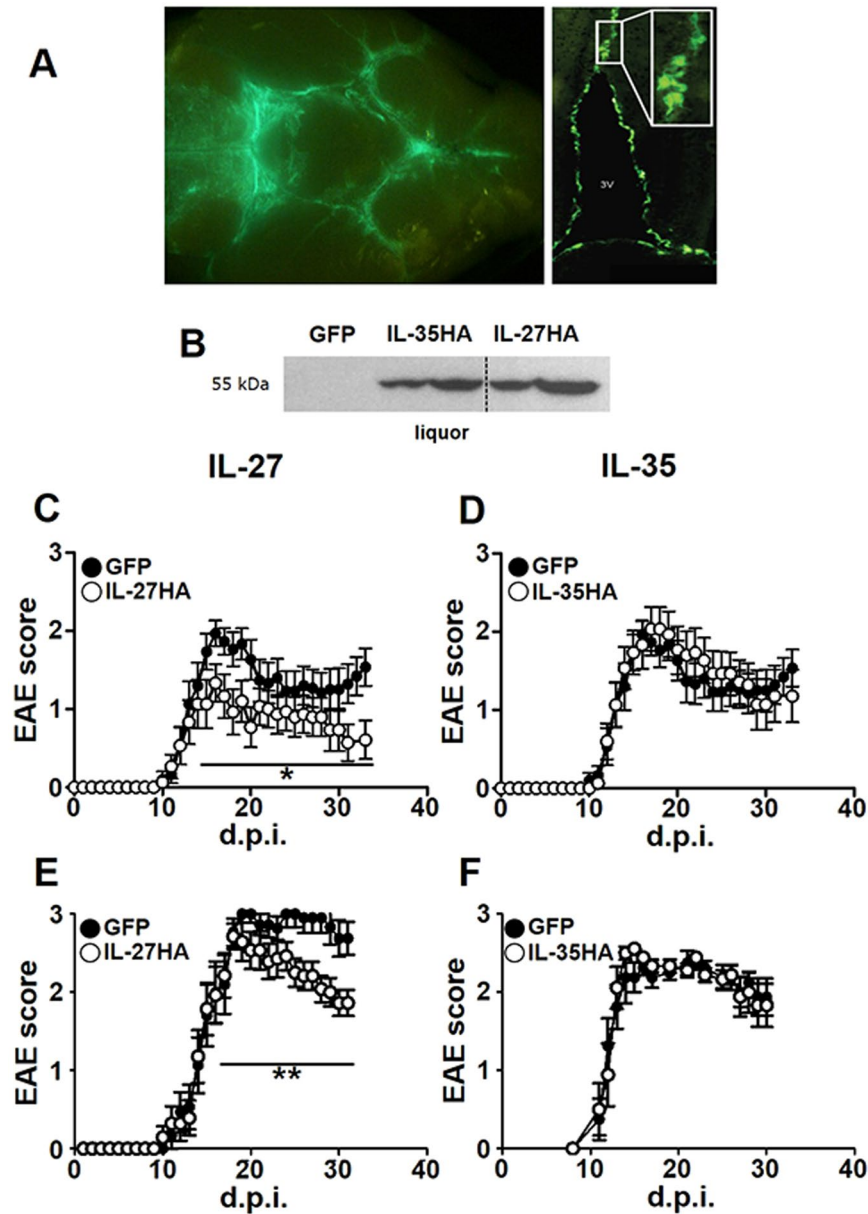 A
3V
B
GFP IL-35HA IL-27HA
55 kDa
liquor
IL-27 IL-35
C
3
2
1
0
EAE score
GFP
IL-27HA
*
0 10 20 30 40
d.p.i.
D
3
2
1
0
EAE score
GFP
IL-35HA
0 10 20 30 40
d.p.i.
E
3
2
1
0
EAE score
GFP
IL-27HA
**
0 10 20 30 40
d.p.i.
F
3
2
1
0
EAE score
GFP
IL-35HA
0 10 20 30 40
d.p.i.